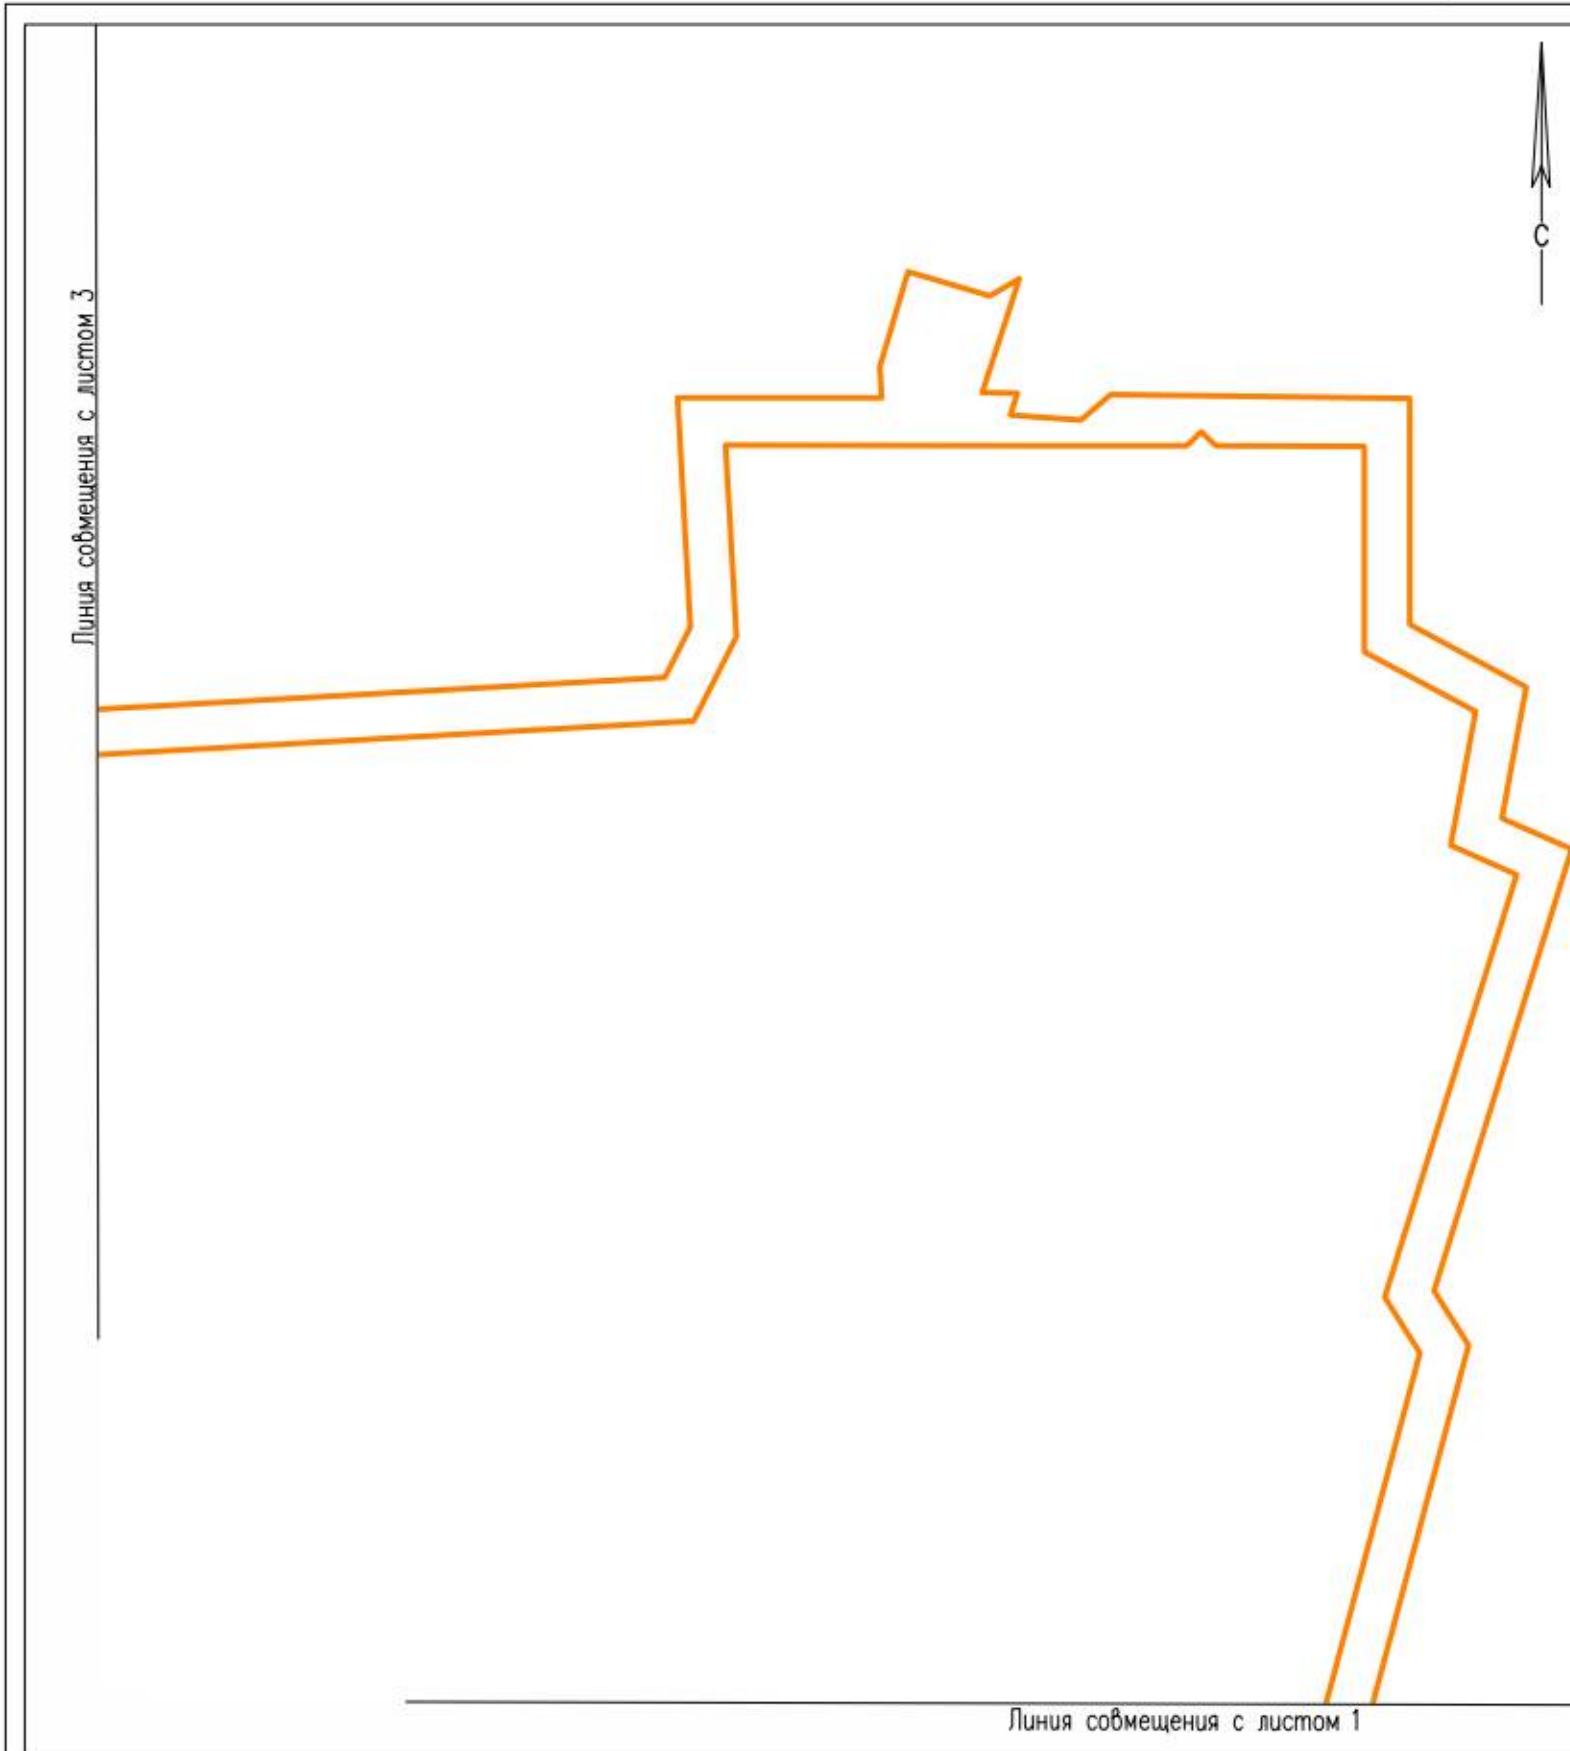 С
Линия совмещения с листом 3
Линия совмещения с листом 1